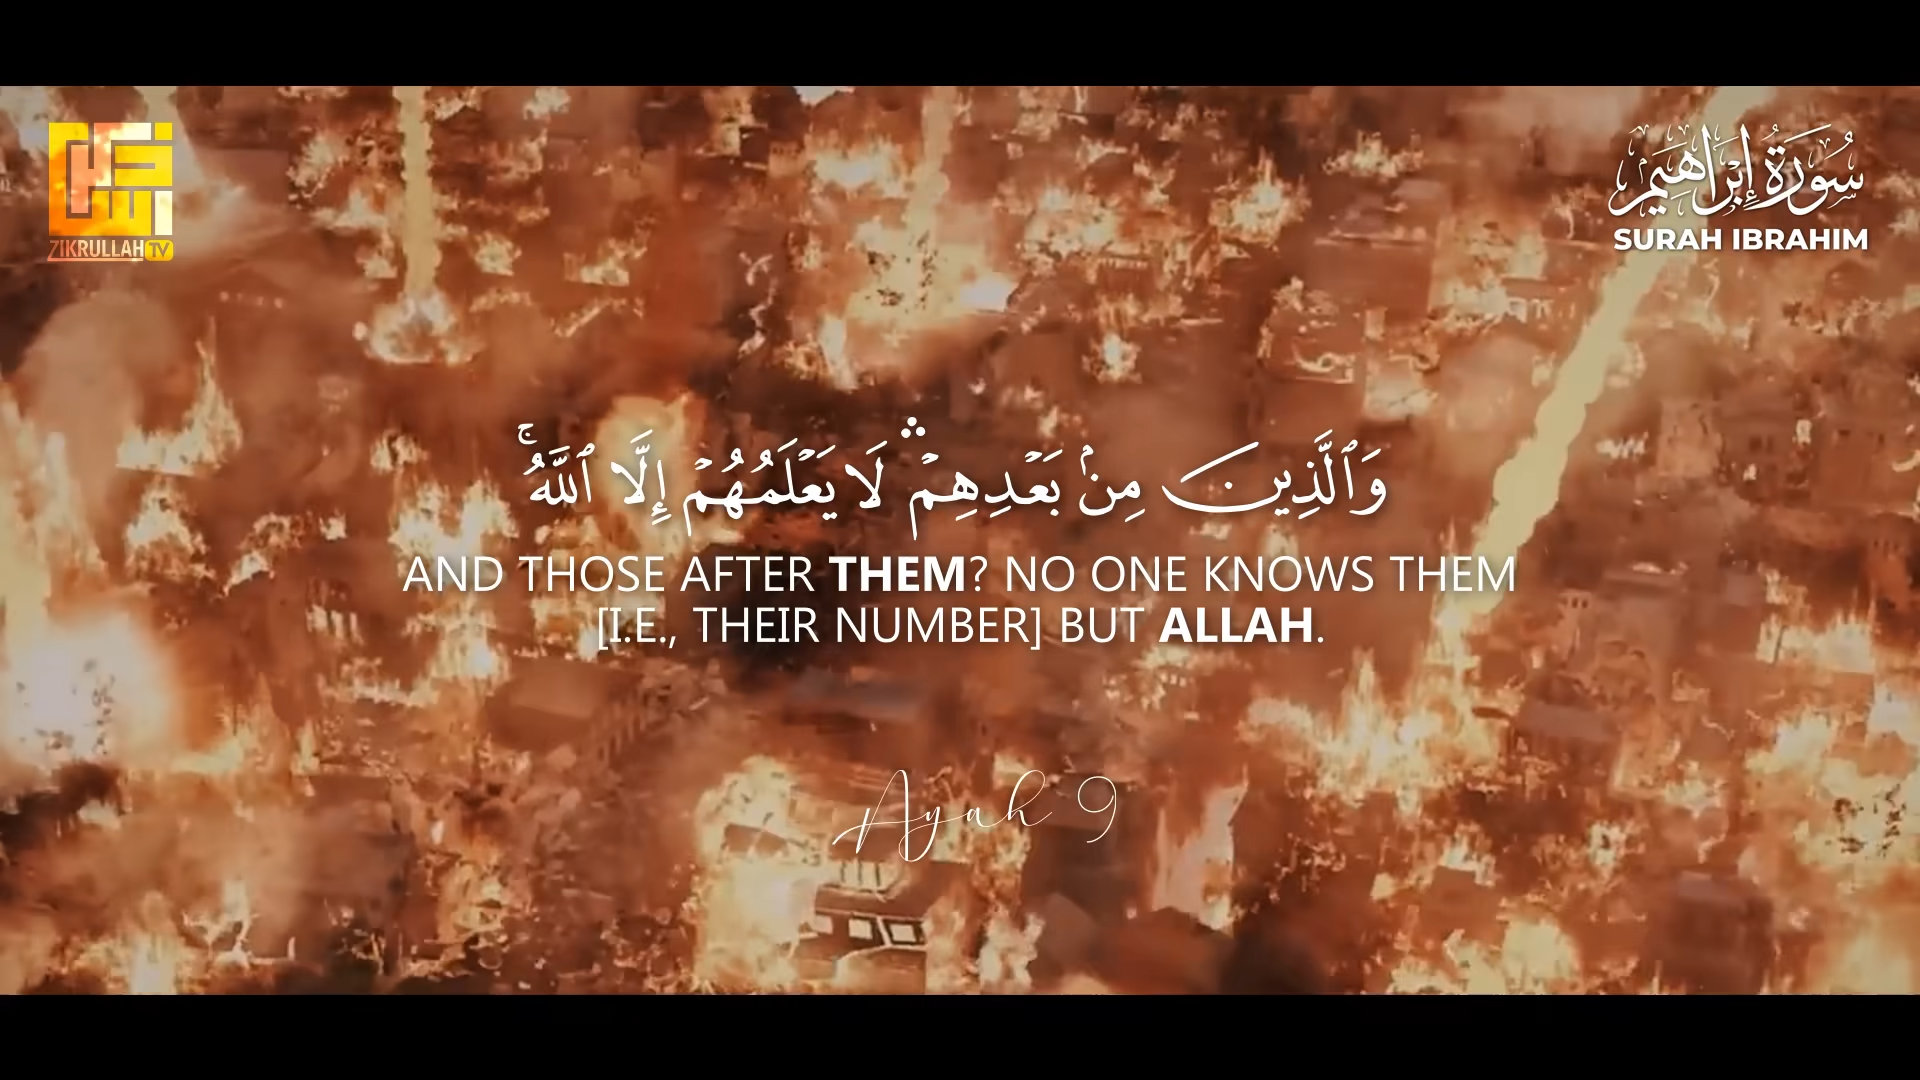 ZIKRULLAH TV
سُورَةُ إِبْرَاهِيم
SURAH IBRAHIM
وَٱلَّذِينَ مِنۢ بَعْدِهِمْ ۛ لَا يَعْلَمُهُمْ إِلَّا ٱللَّهُ ۚ
AND THOSE AFTER THEM? NO ONE KNOWS THEM
[I.E., THEIR NUMBER] BUT ALLAH.
Ayah 9